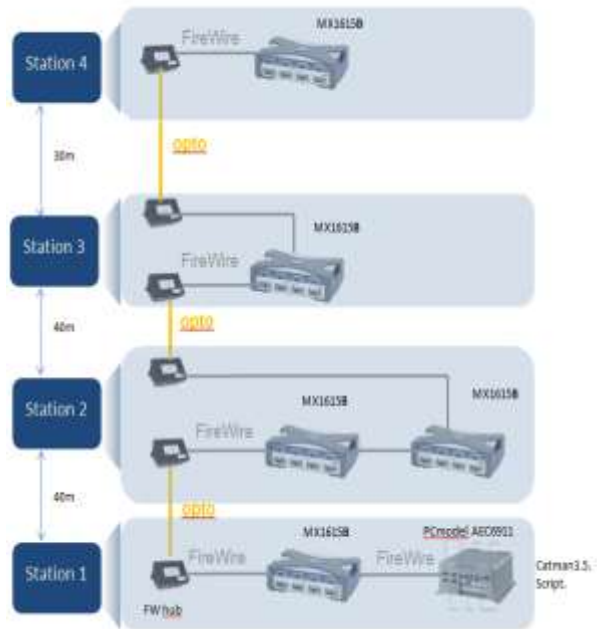 MX1615B
FireWire
Station 4
opto
30m
MX1615B
Station 3
FireWire
opto
40m
MX1615B
MX1615B
Station 2
FireWire
40m
opto
MX1615B
PCmodel AEC6911
FireWire
FireWire
Station 1
Catman3.5,
Script.
FW hub